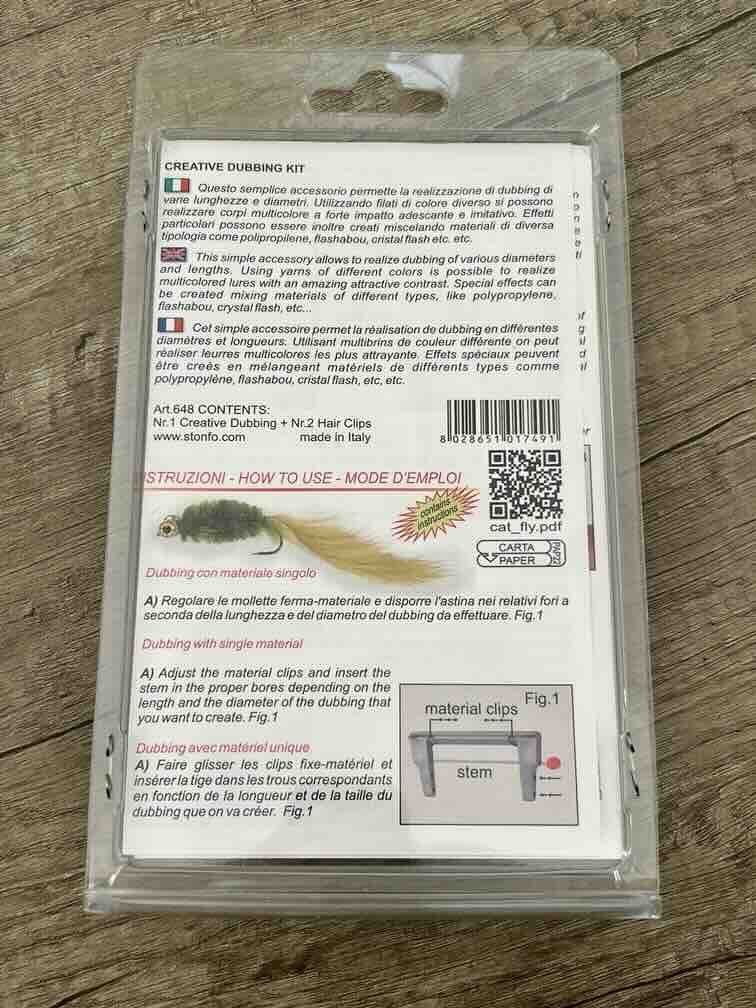 CREATIVE DUBBING KIT
Questo semplice accessorio permette la realizzazione di dubbing di
varie lunghezze e diametri. Utilizzando filati di colore diverso si possono
realizzare corpi multicolore a forte impatto adescante e imitativo. Effetti
particolari possono essere inoltre creati miscelando materiali di diversa
tipologia come polipropilene, flashabou, cristal flash etc. etc.
This simple accessory allows to realize dubbing of various diameters
and lengths. Using yarns of different colors is possible to realize
multicolored lures with an amazing attractive contrast. Special effects can
be created mixing materials of different types, like polypropylene,
flashabou, crystal flash, etc...
Cet simple accessoire permet la réalisation de dubbing en différentes
diamètres et longueurs. Utilisant multibrins de couleur différente on peut
réaliser leurres multicolores les plus attrayante. Effets spéciaux peuvent
être creès en mélangeant matériels de différents types comme
polypropylène, flashabou, cristal flash, etc, etc.
Art.648 CONTENTS:
Nr.1 Creative Dubbing + Nr.2 Hair Clips
www.stonfo.com made in Italy
8 028651 017491
ISTRUZIONI - HOW TO USE - MODE D'EMPLOI
contains
instructions
cat_fly.pdf
CARTA
PAPER
PAP22
Dubbing con materiale singolo
A) Regolare le mollette ferma-materiale e disporre l'astina nei relativi fori a
seconda della lunghezza e del diametro del dubbing da effettuare. Fig.1
Dubbing with single material
A) Adjust the material clips and insert the
stem in the proper bores depending on the
length and the diameter of the dubbing that
you want to create. Fig.1
Dubbing avec matériel unique
A) Faire glisser les clips fixe-matériel et
insérer la tige dans les trous correspondants
en fonction de la longueur et de la taille du
dubbing que on va créer. Fig.1
Fig.1
material clips
stem